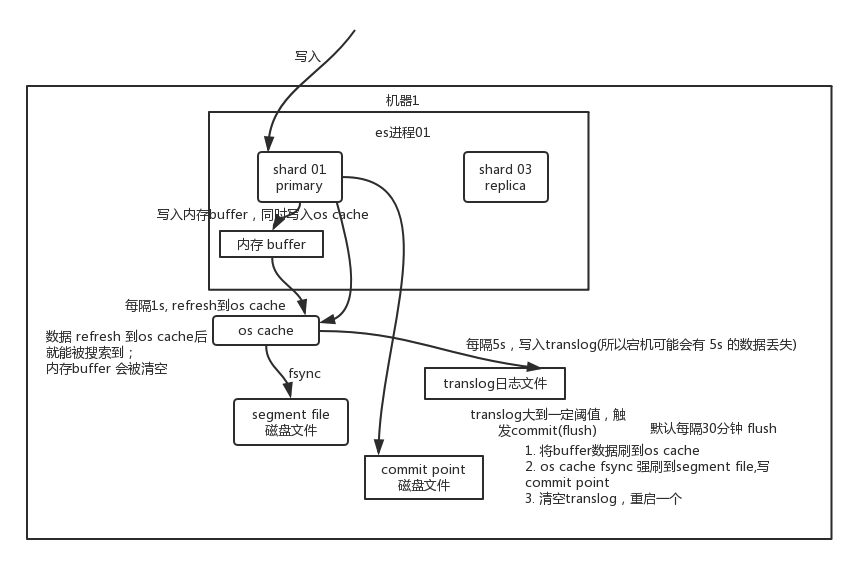 写入
机器1
es进程01
shard 01
primary
shard 03
replica
写入内存buffer，同时写入os cache
内存 buffer
每隔1s, refresh到os cache
os cache
数据 refresh 到os cache后
就能被搜索到；
内存buffer 会被清空
每隔5s，写入translog(所以宕机可能会有 5s 的数据丢失)
fsync
translog日志文件
segment file
磁盘文件
translog大到一定阈值，触
发commit(flush)
默认每隔30分钟 flush
1. 将buffer数据刷到os cache
2. os cache fsync 强刷到segment file,写
commit point
3. 清空translog，重启一个
commit point
磁盘文件